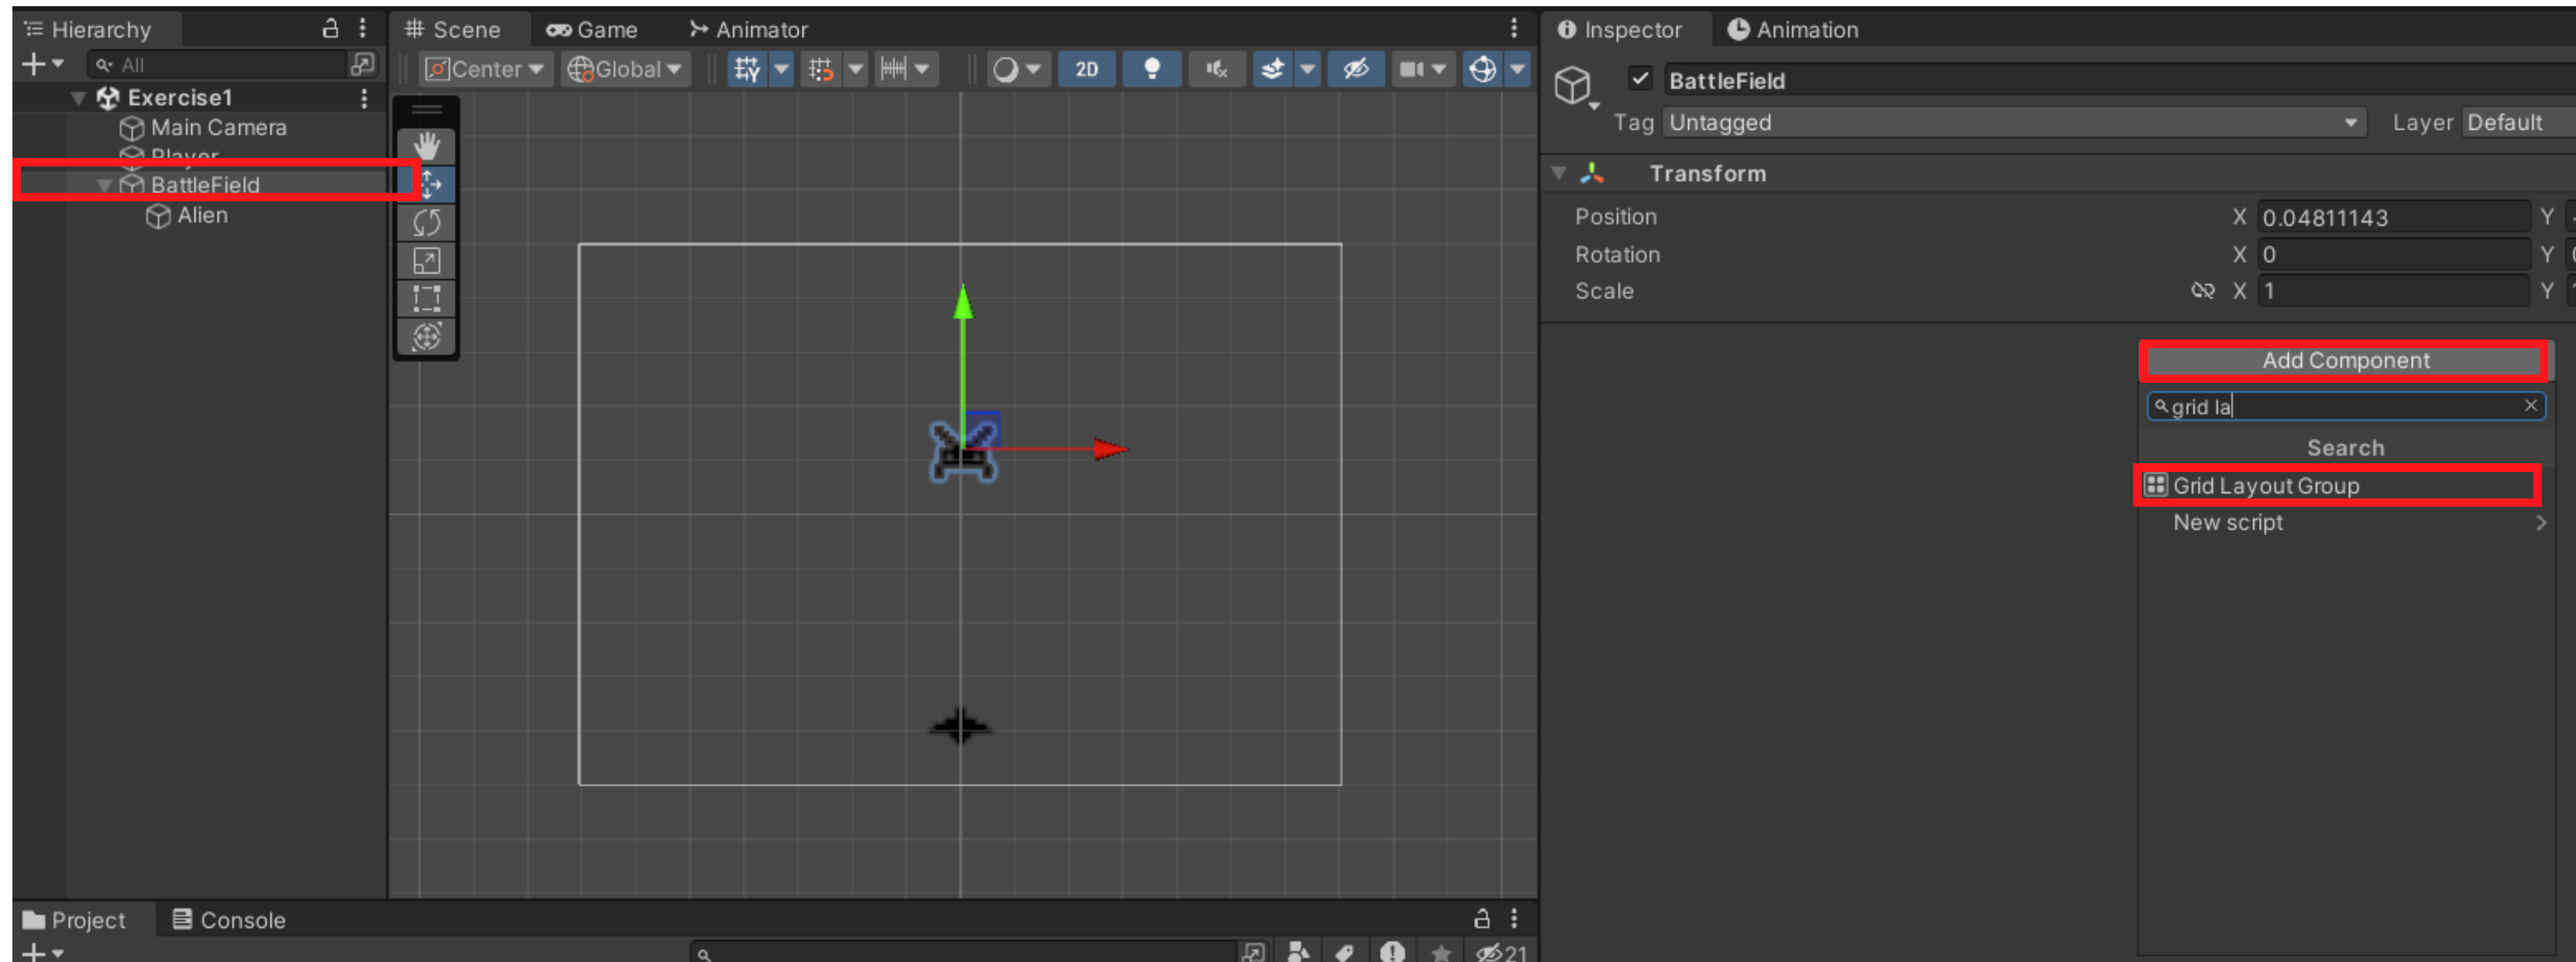 Hierarchy
All
Exercise1
Main Camera
Player
BattleField
Alien
Scene Game Animator
Center Global 2D
Inspector Animation
BattleField
Tag Untagged Layer Default
Transform
Position X 0.04811143 Y
Rotation X 0 Y
Scale X 1 Y
Add Component
grid la
Search
Grid Layout Group
New script
Project Console
21